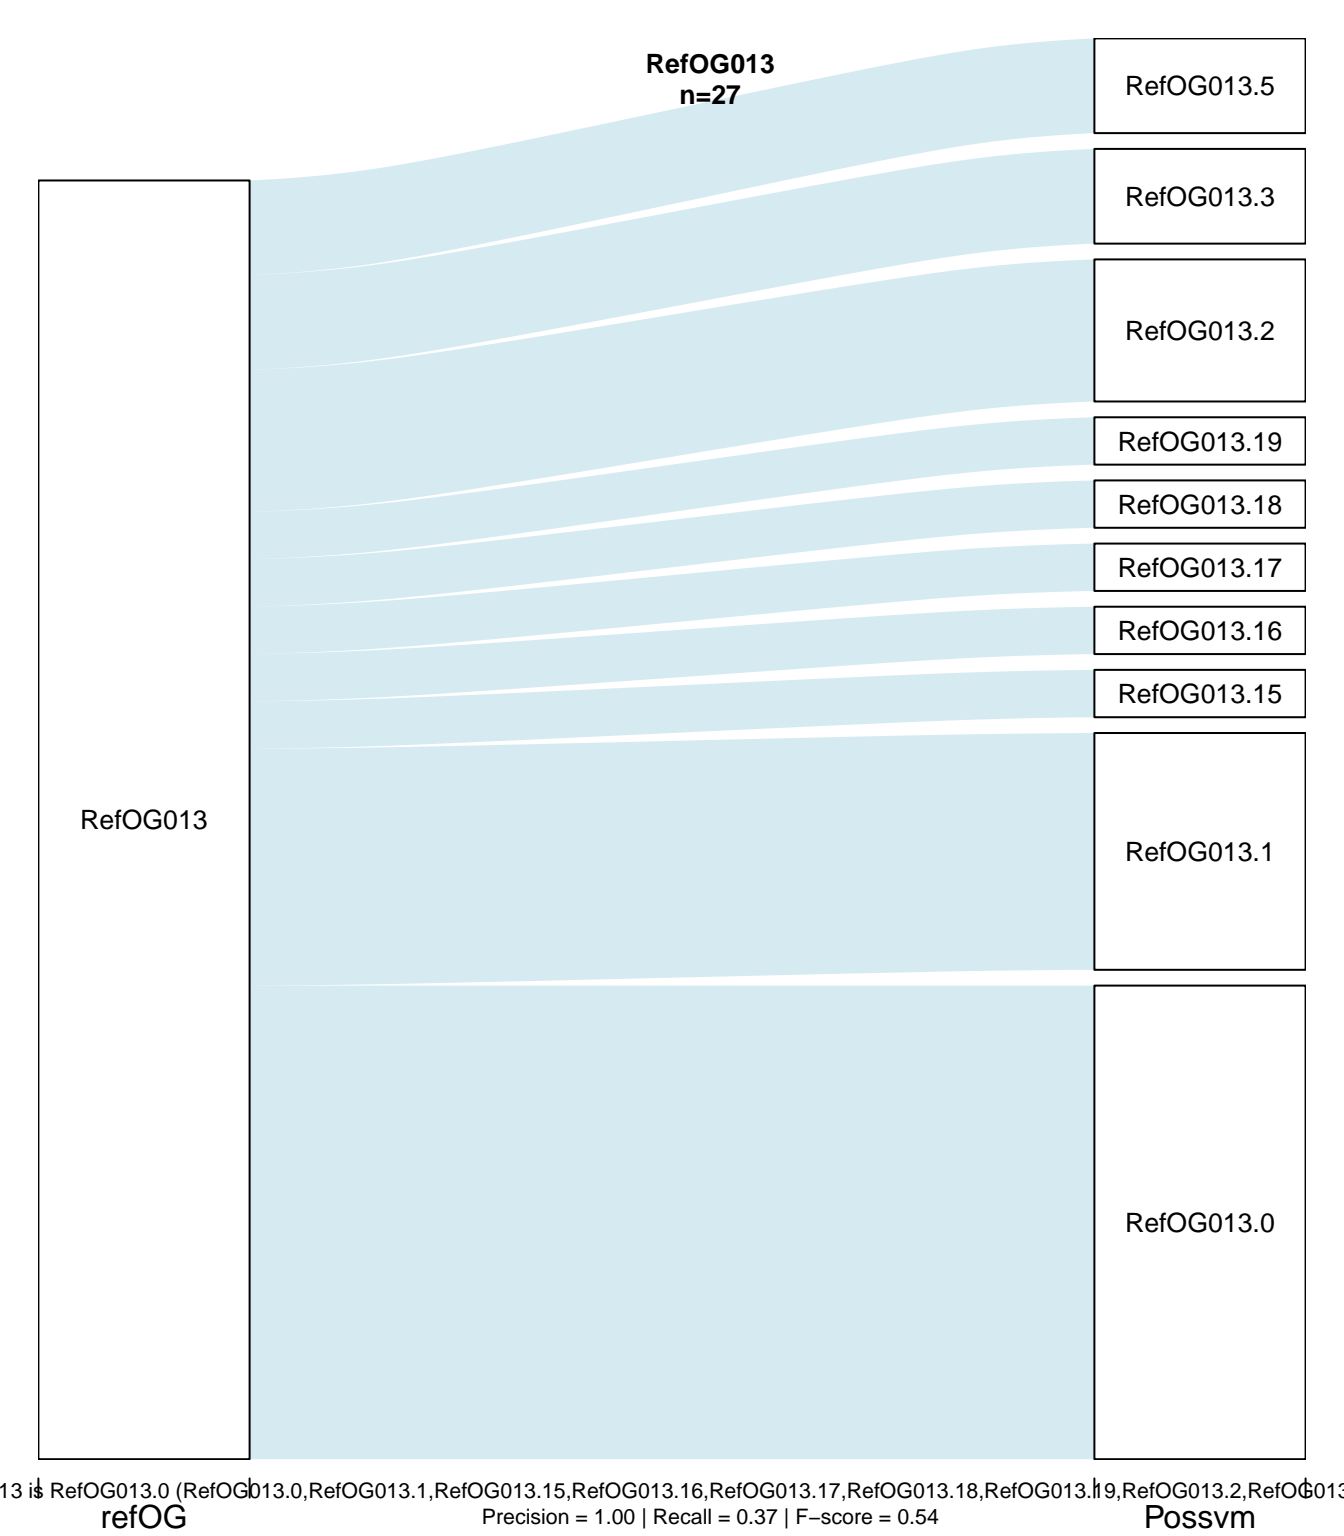 RefOG013
n=27
RefOG013.5
RefOG013.3
RefOG013.2
RefOG013.19
RefOG013.18
RefOG013.17
RefOG013.16
RefOG013.15
RefOG013
RefOG013.1
RefOG013.0
13 is RefOG013.0 (RefOG013.0,RefOG013.1,RefOG013.15,RefOG013.16,RefOG013.17,RefOG013.18,RefOG013.19,RefOG013.2,RefOG013
refOG
Precision = 1.00 | Recall = 0.37 | F−score = 0.54
Possvm